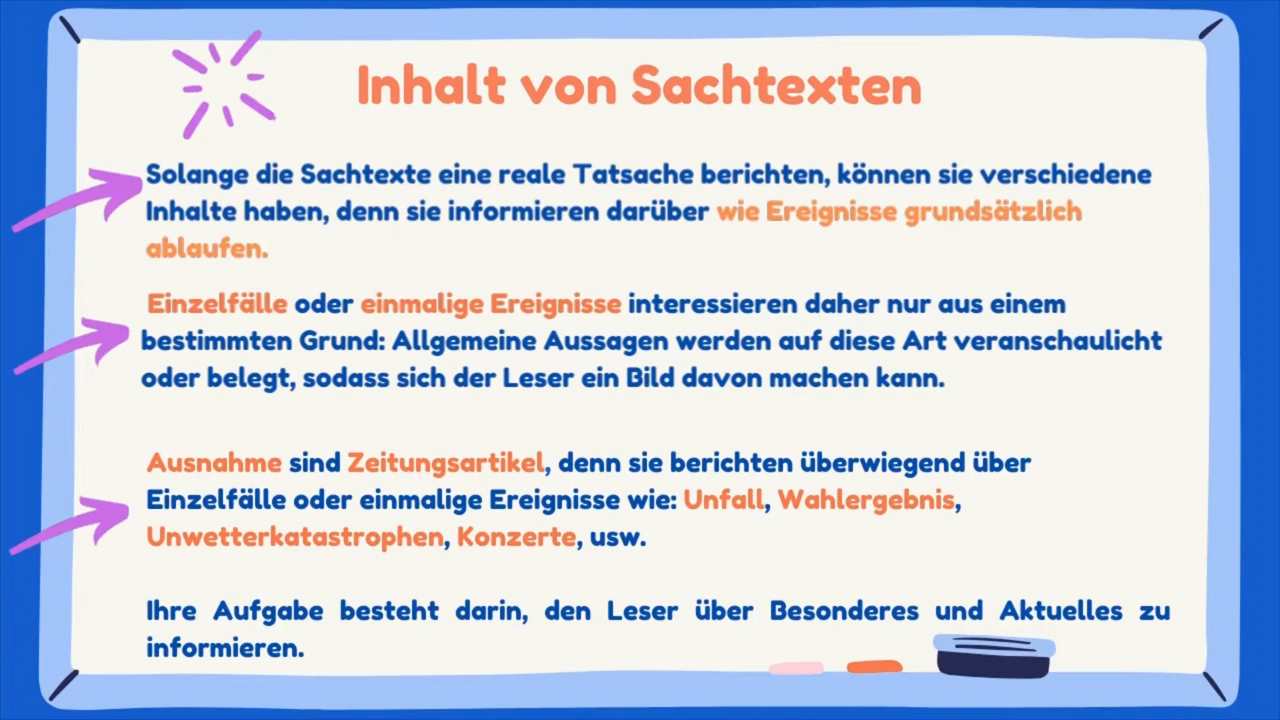 Inhalt von Sachtexten
Solange die Sachtexte eine reale Tatsache berichten, können sie verschiedene
Inhalte haben, denn sie informieren darüber wie Ereignisse grundsätzlich
ablaufen.
Einzelfälle oder einmalige Ereignisse interessieren daher nur aus einem
bestimmten Grund: Allgemeine Aussagen werden auf diese Art veranschaulicht
oder belegt, sodass sich der Leser ein Bild davon machen kann.
Ausnahme sind Zeitungsartikel, denn sie berichten überwiegend über
Einzelfälle oder einmalige Ereignisse wie: Unfall, Wahlergebnis,
Unwetterkatastrophen, Konzerte, usw.
Ihre Aufgabe besteht darin, den Leser über Besonderes und Aktuelles zu
informieren.